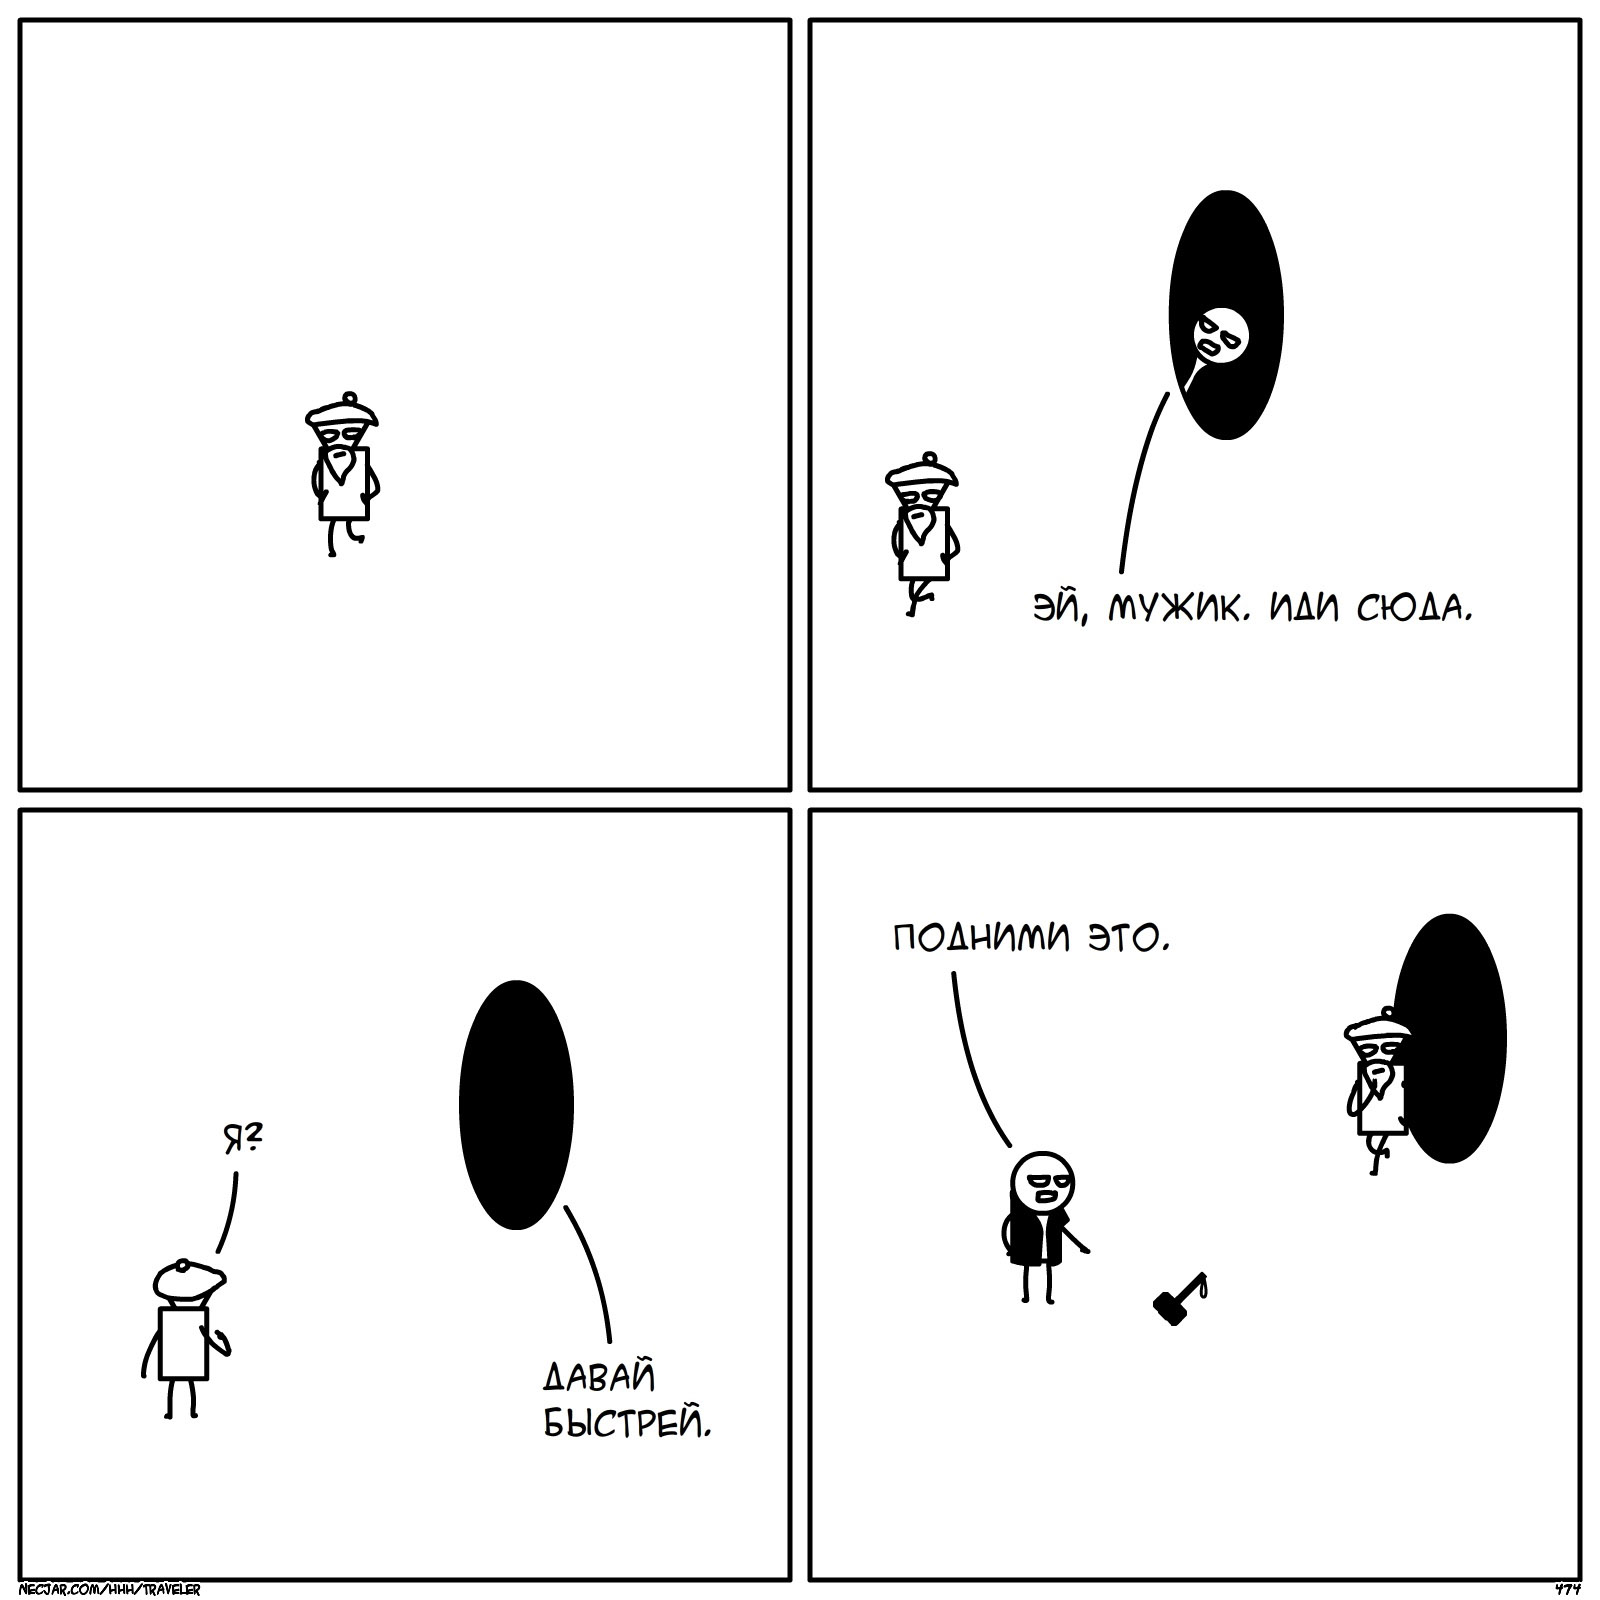 ЭЙ, МУЖИК. ИДИ СЮДА.
Я?
ДАВАЙ
БЫСТРЕЙ.
ПОДНИМИ ЭТО.
NECJAR.COM/HHH/TRAVELER
474